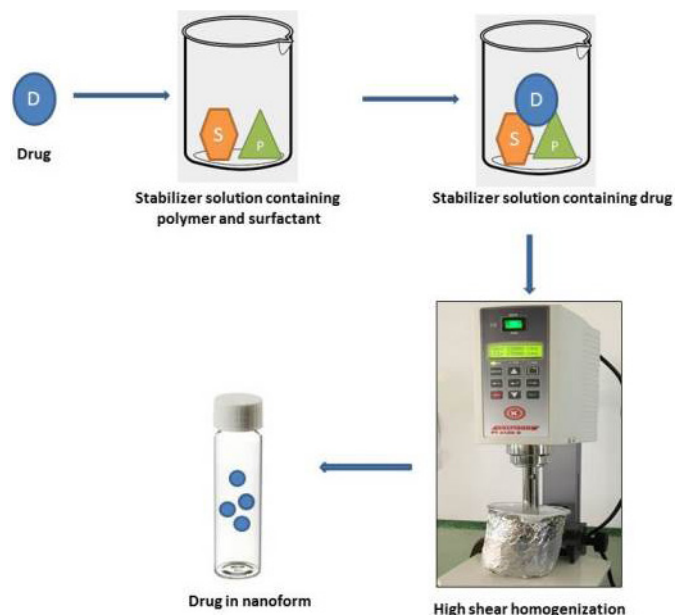 D
Drug
S
P
Stabilizer solution containing
polymer and surfactant
D
S
P
Stabilizer solution containing drug
Drug in nanoform
High shear homogenization